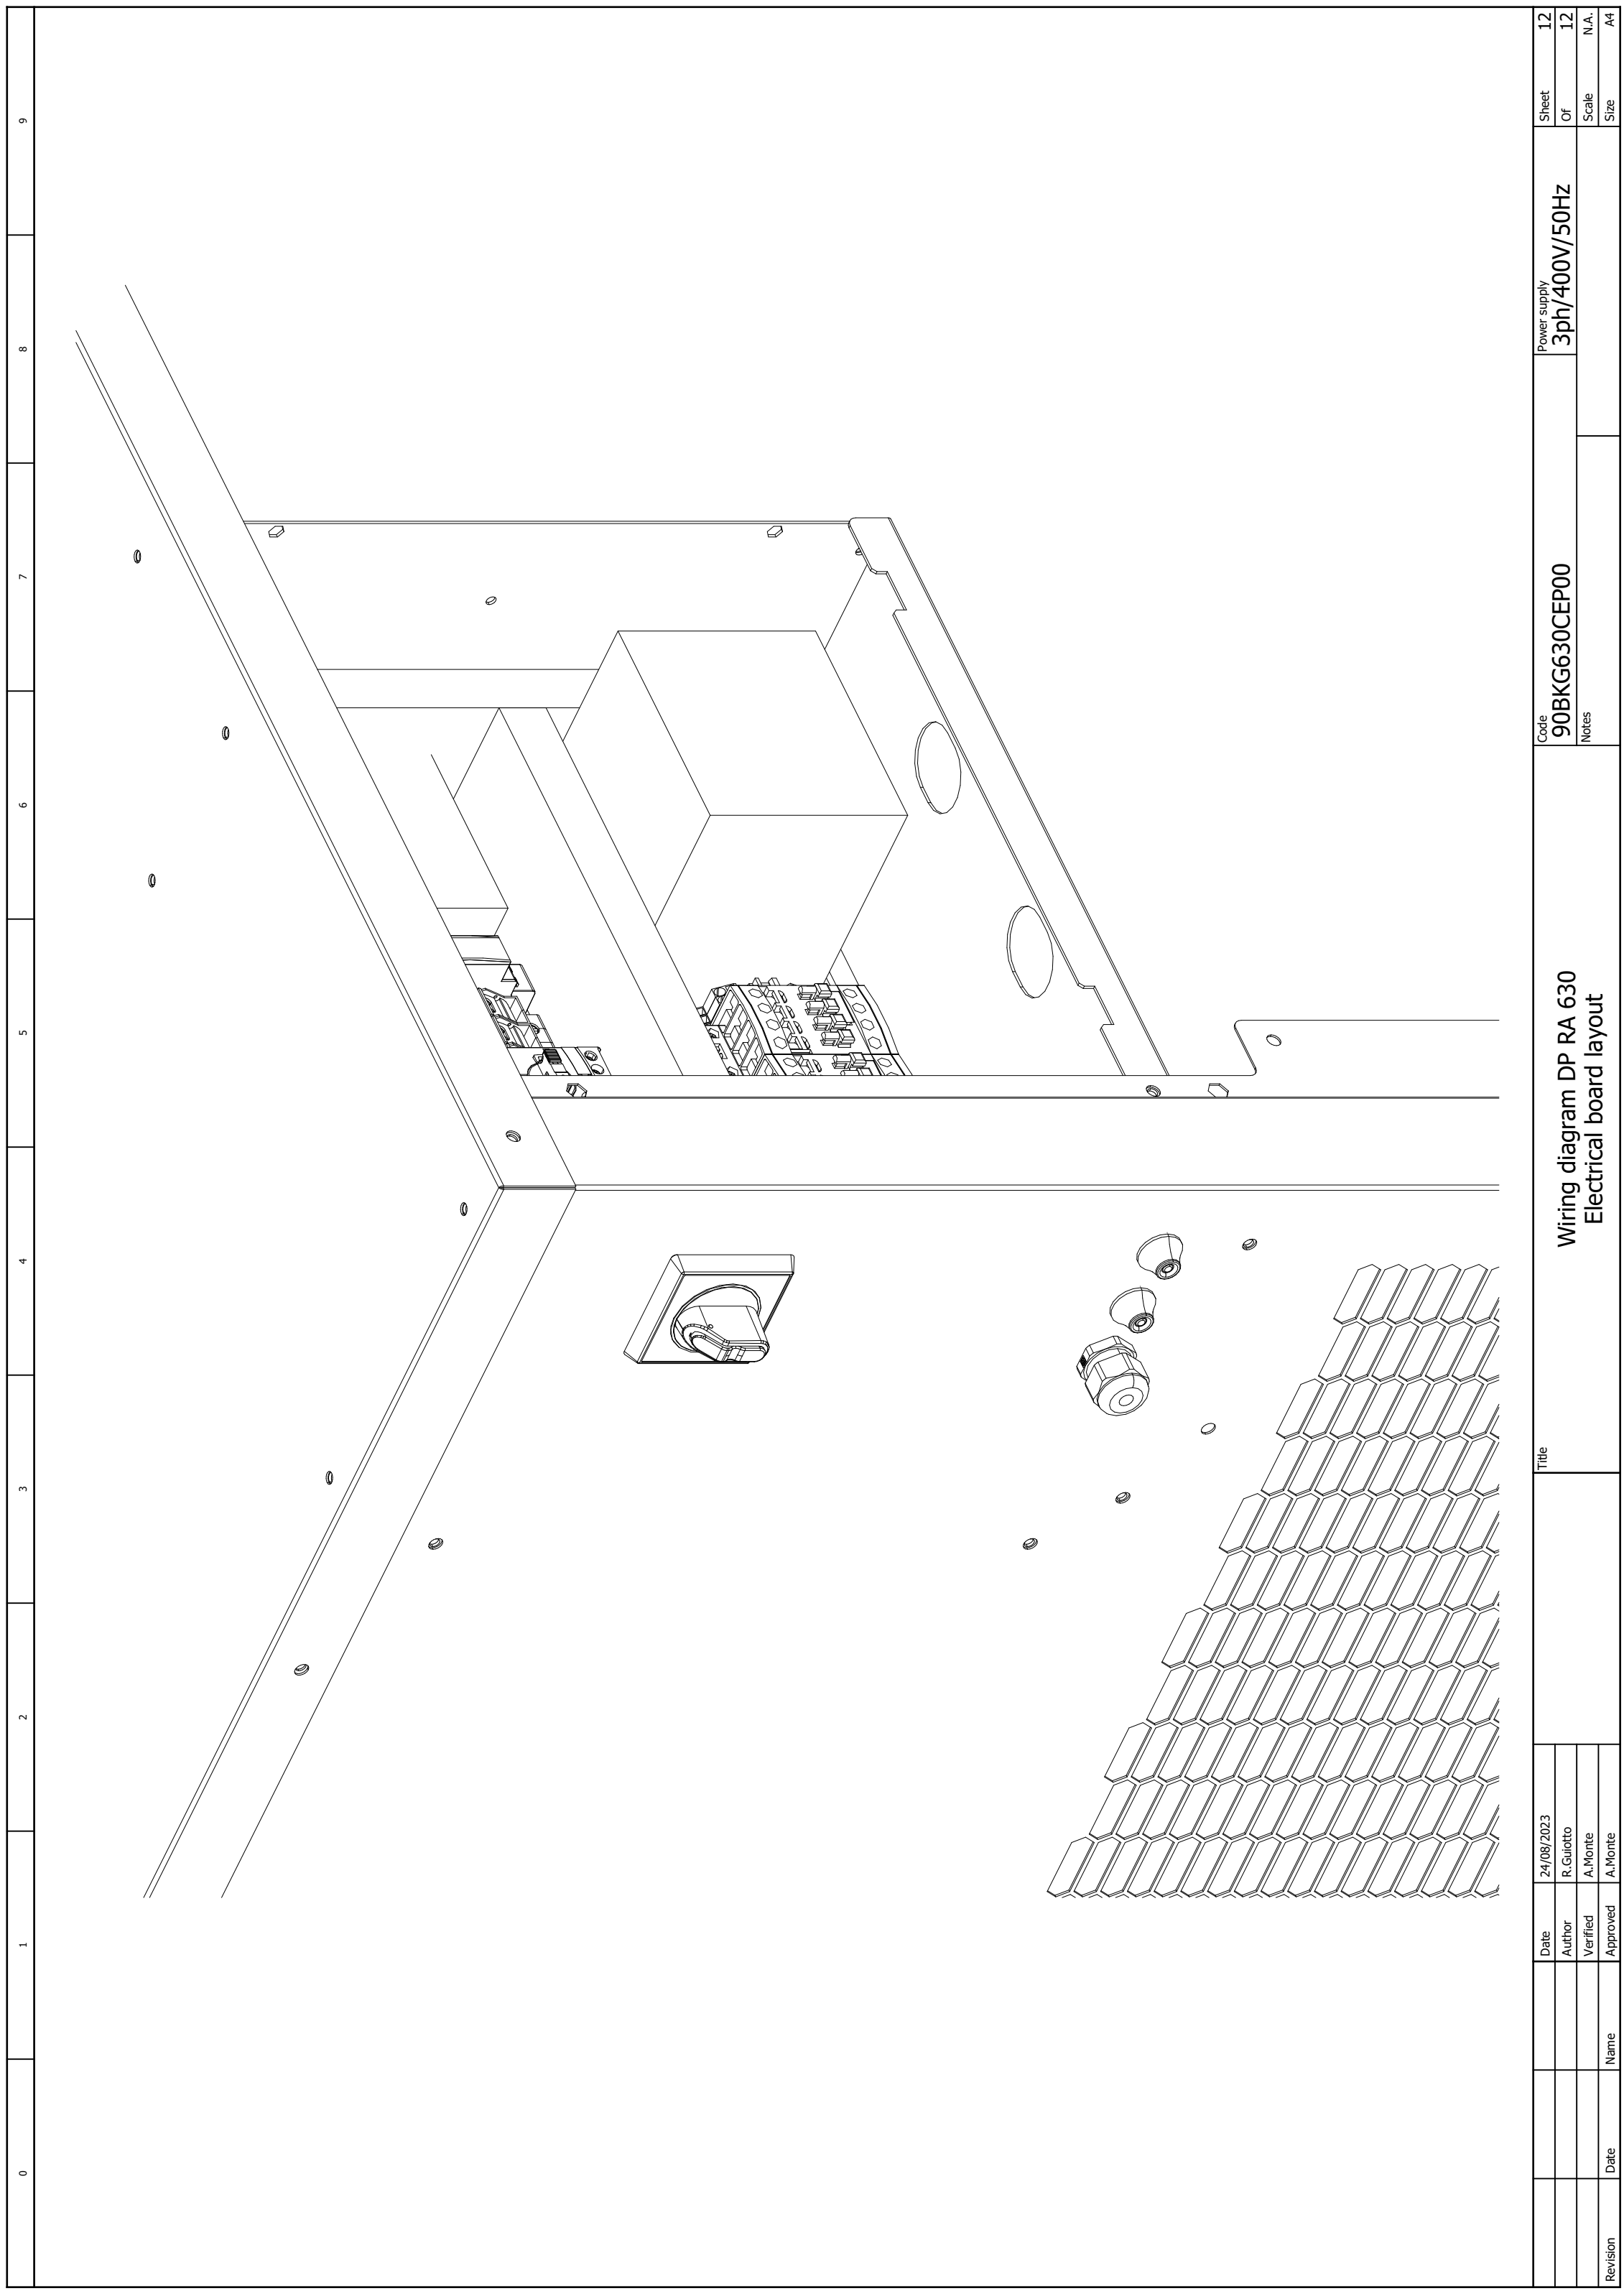 0 1 2 3 4 5 6 7 8 9
Revision
Date
Name
Date 24/08/2023
Author R.Guiotto
Verified A.Monte
Approved A.Monte
Title
Wiring diagram DP RA 630
Electrical board layout
Code
90BKG630CEP00
Notes
Power supply
3ph/400V/50Hz
Sheet 12
Of 12
Scale N.A.
Size A4